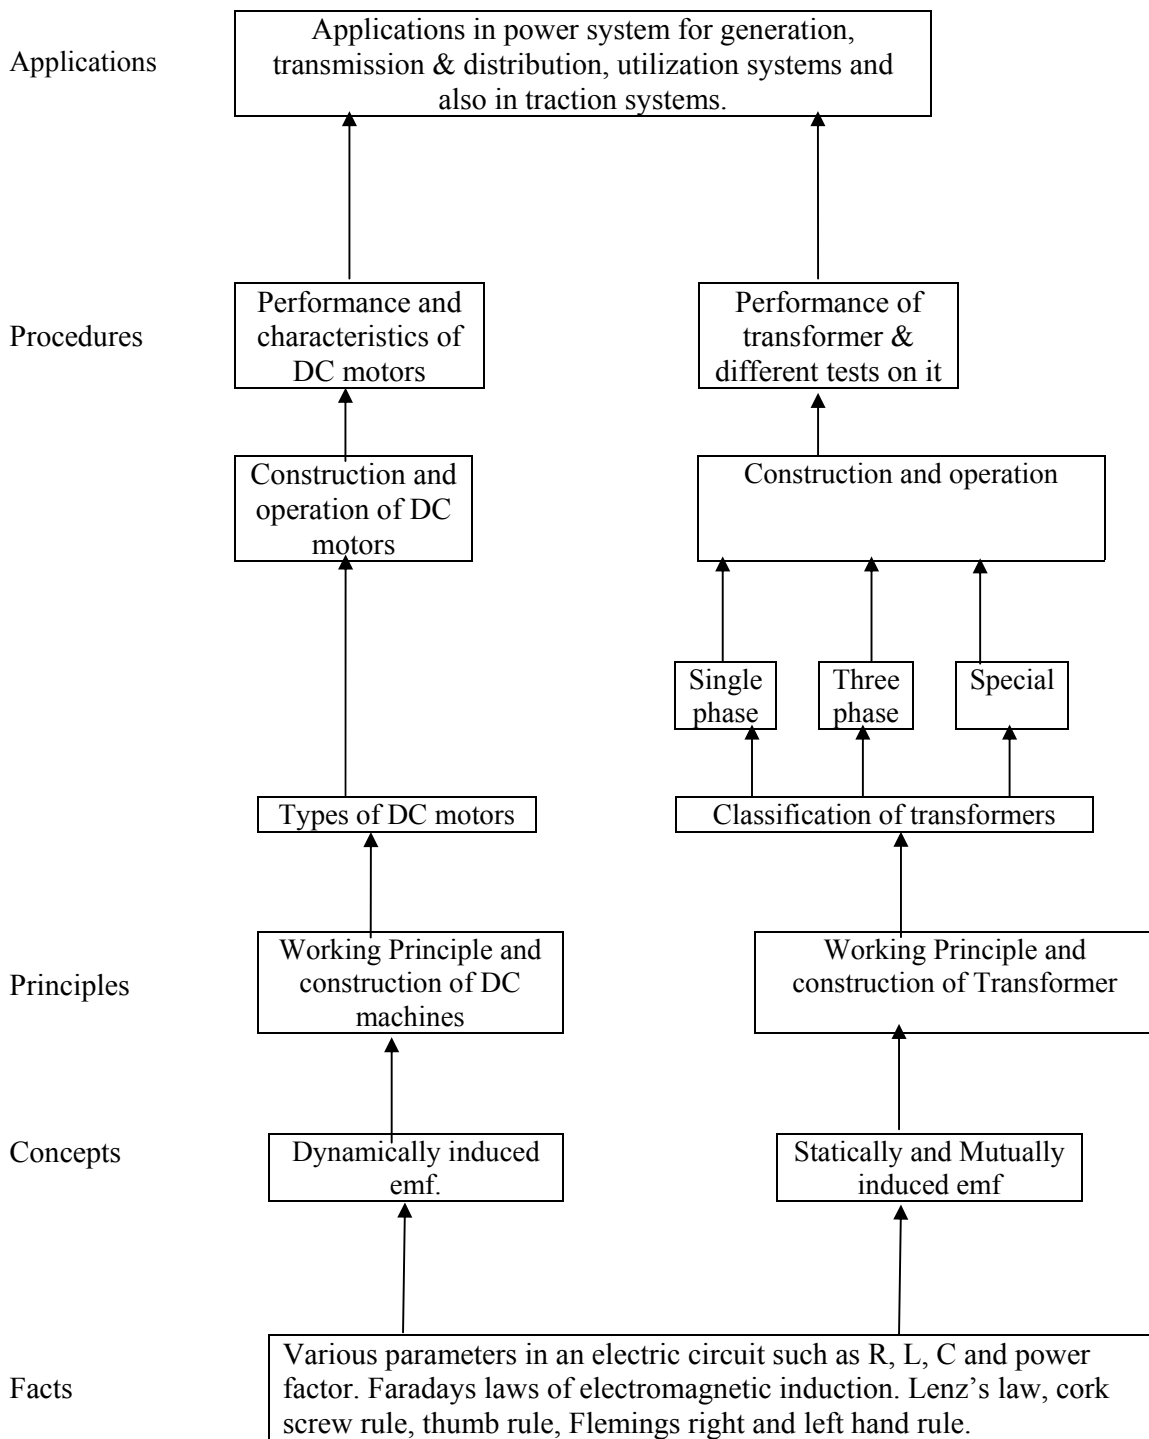 Applications
Applications in power system for generation,
transmission & distribution, utilization systems and
also in traction systems.
Procedures
Performance and
characteristics of
DC motors
Performance of
transformer &
different tests on it
Construction and
operation of DC
motors
Construction and operation
Single
phase
Three
phase
Special
Types of DC motors
Classification of transformers
Principles
Working Principle and
construction of DC
machines
Working Principle and
construction of Transformer
Concepts
Dynamically induced
emf.
Statically and Mutually
induced emf
Facts
Various parameters in an electric circuit such as R, L, C and power
factor. Faradays laws of electromagnetic induction. Lenz’s law, cork
screw rule, thumb rule, Flemings right and left hand rule.